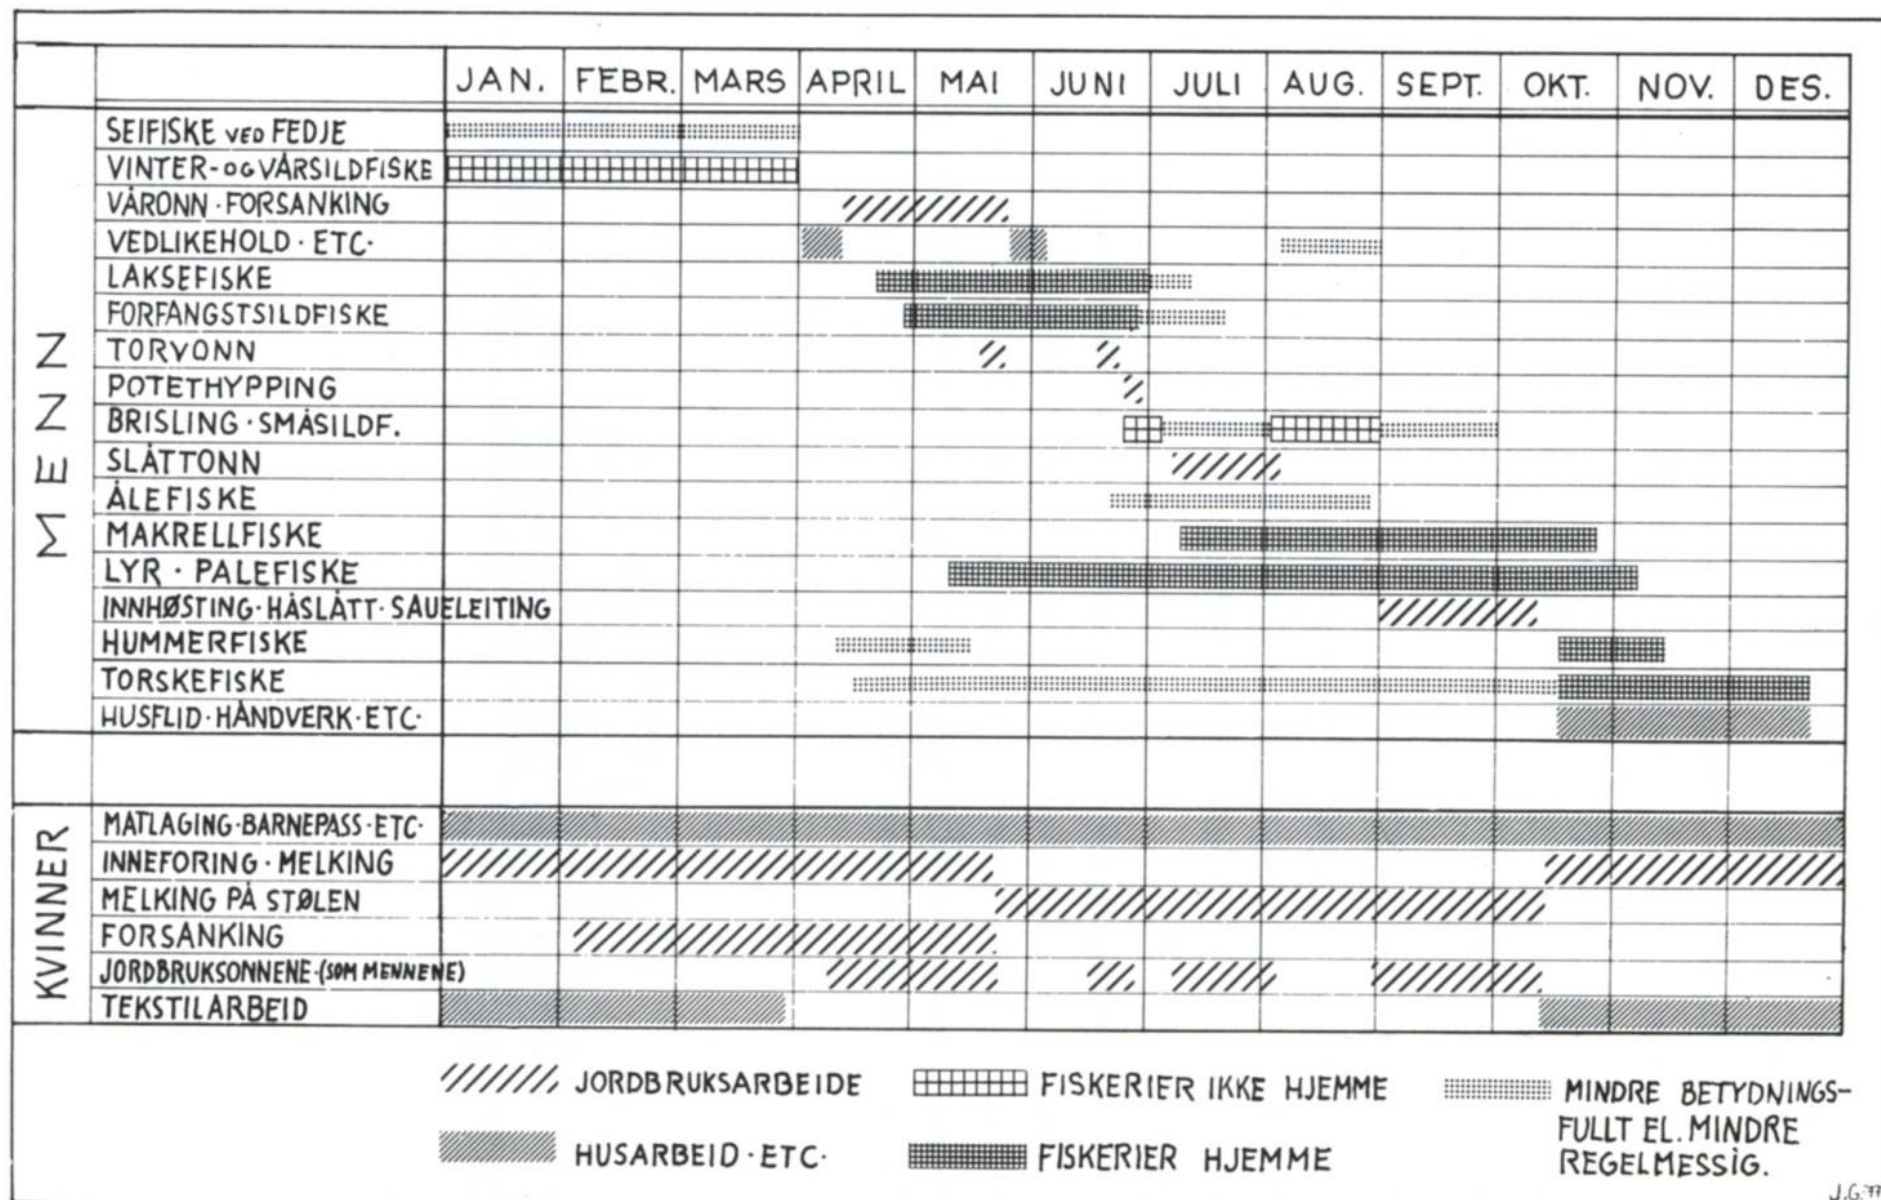 JAN. FEBR. MARS APRIL MAI JUNI JULI AUG. SEPT. OKT. NOV. DES.
MENN
SEIFISKE VED FEDJE
VINTER-OG VÅRSILDFISKE
VÅRONN·FORSANKING
VEDLIKEHOLD·ETC·
LAKSEFISKE
FORFANGSTSILDFISKE
TORVONN
POTETHYPPING
BRISLING·SMÅSILDF.
SLÅTTONN
ÅLEFISKE
MAKRELLFISKE
LYR·PALEFISKE
INNHØSTING·HÅSLÅTT·SAUELEITING
HUMMERFISKE
TORSKEFISKE
HUSFLID·HÅNDVERK·ETC·
KVINNER
MATLAGING·BARNEPASS·ETC·
INNEFORING·MELKING
MELKING PÅ STØLEN
FORSANKING
JORDBRUKSONNENE·(SOM MENNENE)
TEKSTILARBEID
JORDBRUKSARBEIDE
HUSARBEID·ETC·
FISKERIER IKKE HJEMME
FISKERIER HJEMME
MINDRE BETYDNINGS-
FULLT EL. MINDRE
REGELMESSIG.
J.G.77